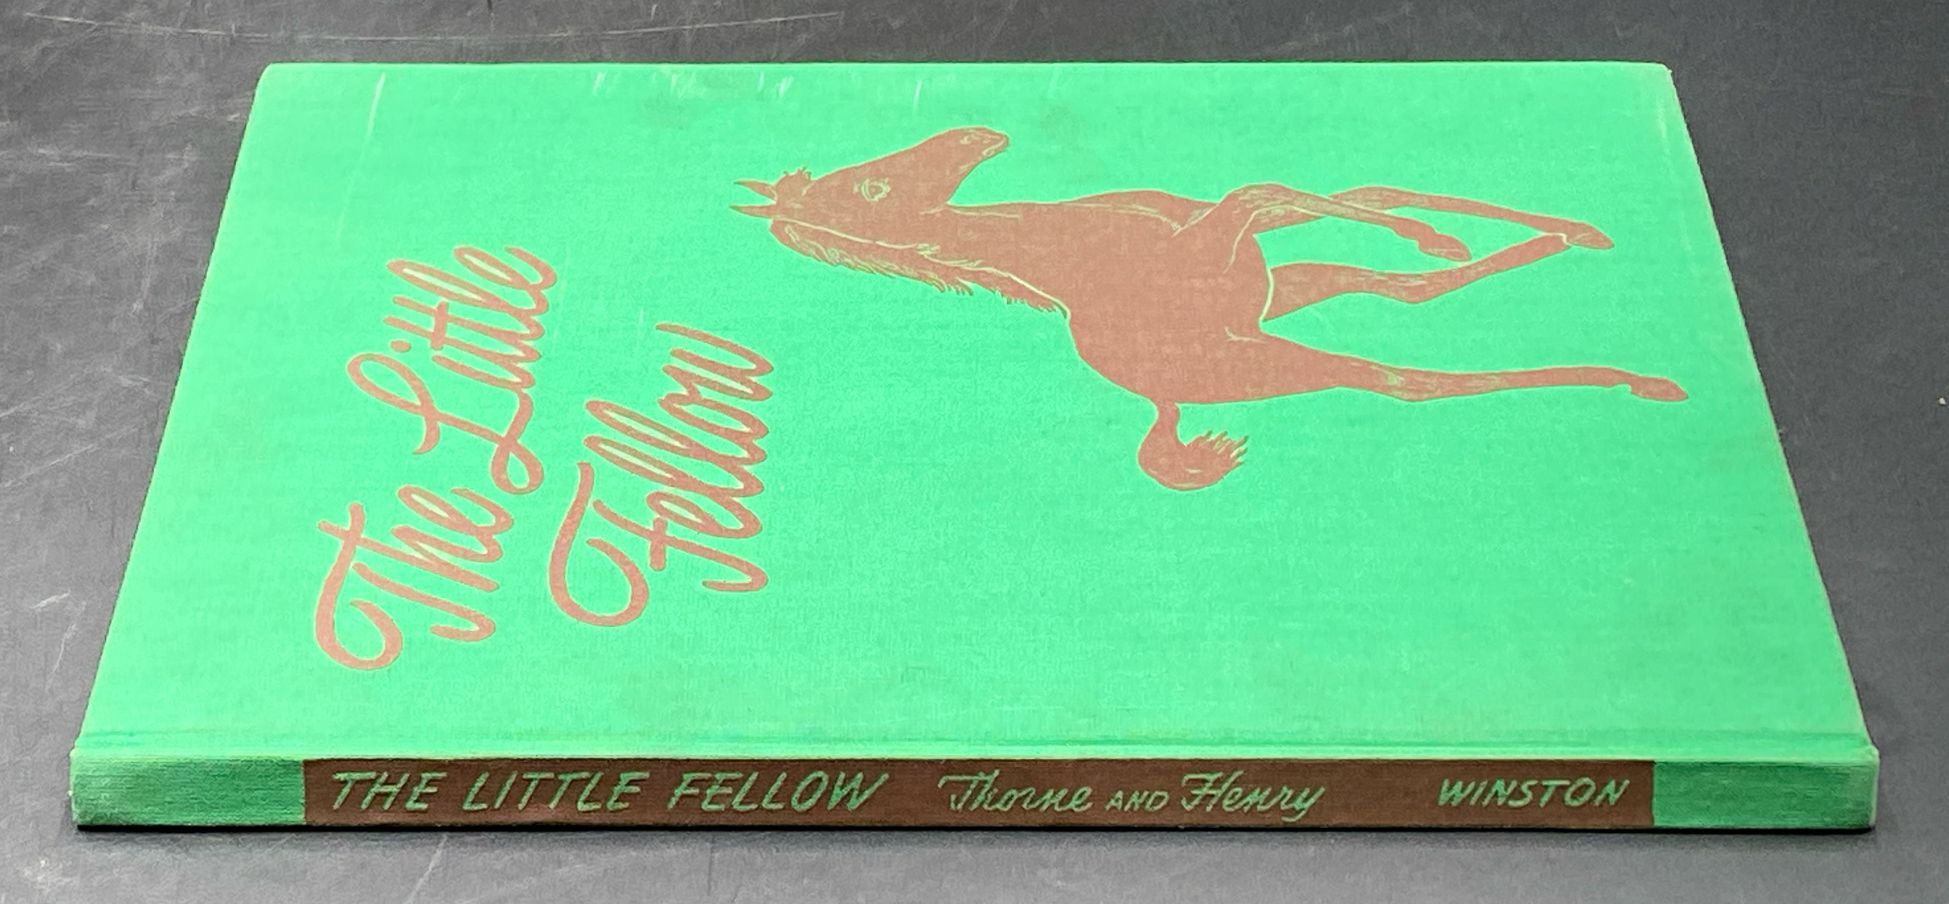 The Little
Fellow
THE LITTLE FELLOW Thorne AND Henry WINSTON